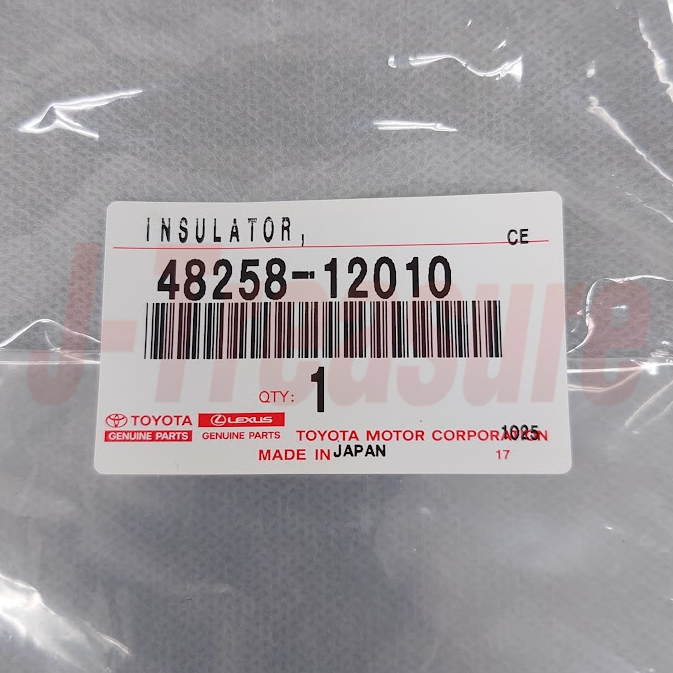 INSULATOR,
CE
48258-12010
QTY: 1
TOYOTA LEXUS
GENUINE PARTS GENUINE PARTS TOYOTA MOTOR CORPORATION 1025
MADE IN JAPAN 17
J-Treasure